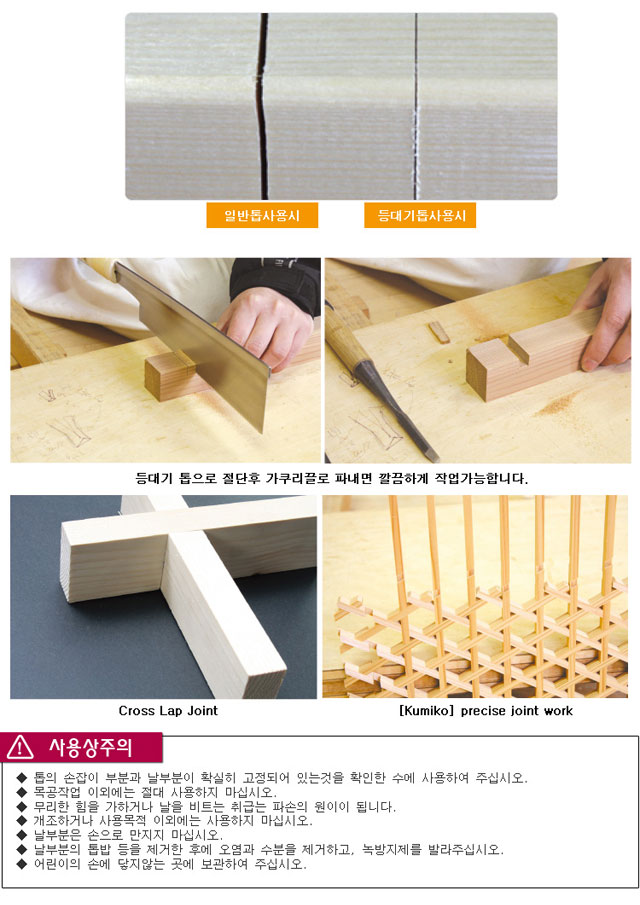 일반톱사용시
등대기톱사용시
등대기 톱으로 절단후 가쿠리끌로 파내면 깔끔하게 작업가능합니다.
Cross Lap Joint
[Kumiko] precise joint work
사용상주의
◆ 톱의 손잡이 부분과 날부분이 확실히 고정되어 있는것을 확인한 수에 사용하여 주십시오.
◆ 목공작업 이외에는 절대 사용하지 마십시오.
◆ 무리한 힘을 가하거나 날을 비트는 취급는 파손의 원이이 됩니다.
◆ 개조하거나 사용목적 이외에는 사용하지 마십시오.
◆ 날부분은 손으로 만지지 마십시오.
◆ 날부분의 톱밥 등을 제거한 후에 오염과 수분을 제거하고, 녹방지제를 발라주십시오.
◆ 어린이의 손에 닿지않는 곳에 보관하여 주십시오.